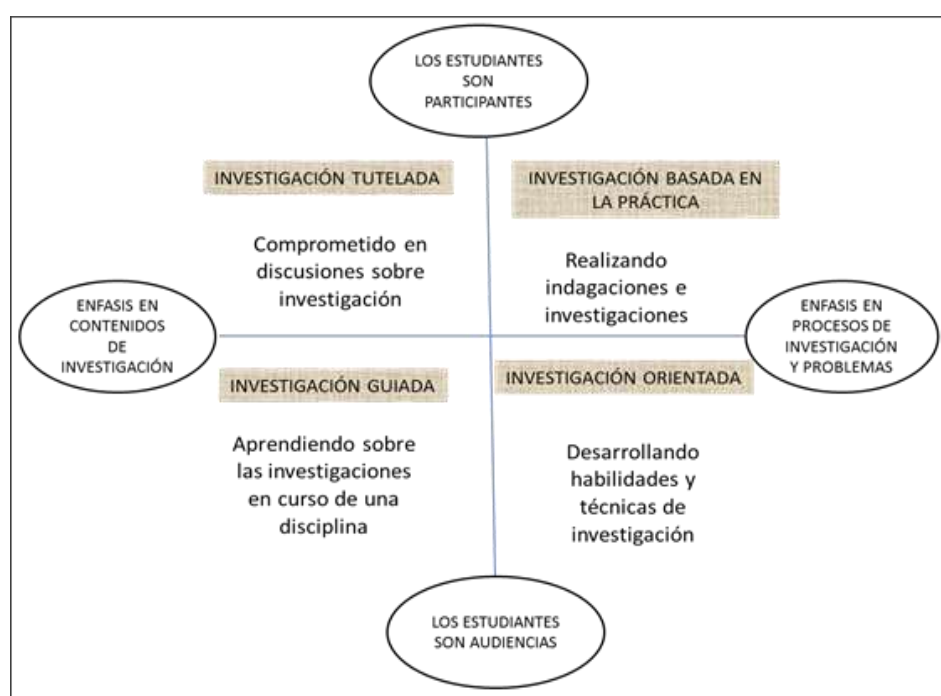 LOS ESTUDIANTES
SON
PARTICIPANTES
INVESTIGACIÓN TUTELADA
INVESTIGACIÓN BASADA EN
LA PRÁCTICA
Comprometido en
discusiones sobre
investigación
Realizando
indagaciones e
investigaciones
ENFASIS EN
CONTENIDOS
DE
INVESTIGACIÓN
ENFASIS EN
PROCESOS DE
INVESTIGACIÓN
Y PROBLEMAS
INVESTIGACIÓN GUIADA
INVESTIGACIÓN ORIENTADA
Aprendiendo sobre
las investigaciones
en curso de una
disciplina
Desarrollando
habilidades y
técnicas de
investigación
LOS ESTUDIANTES
SON AUDIENCIAS